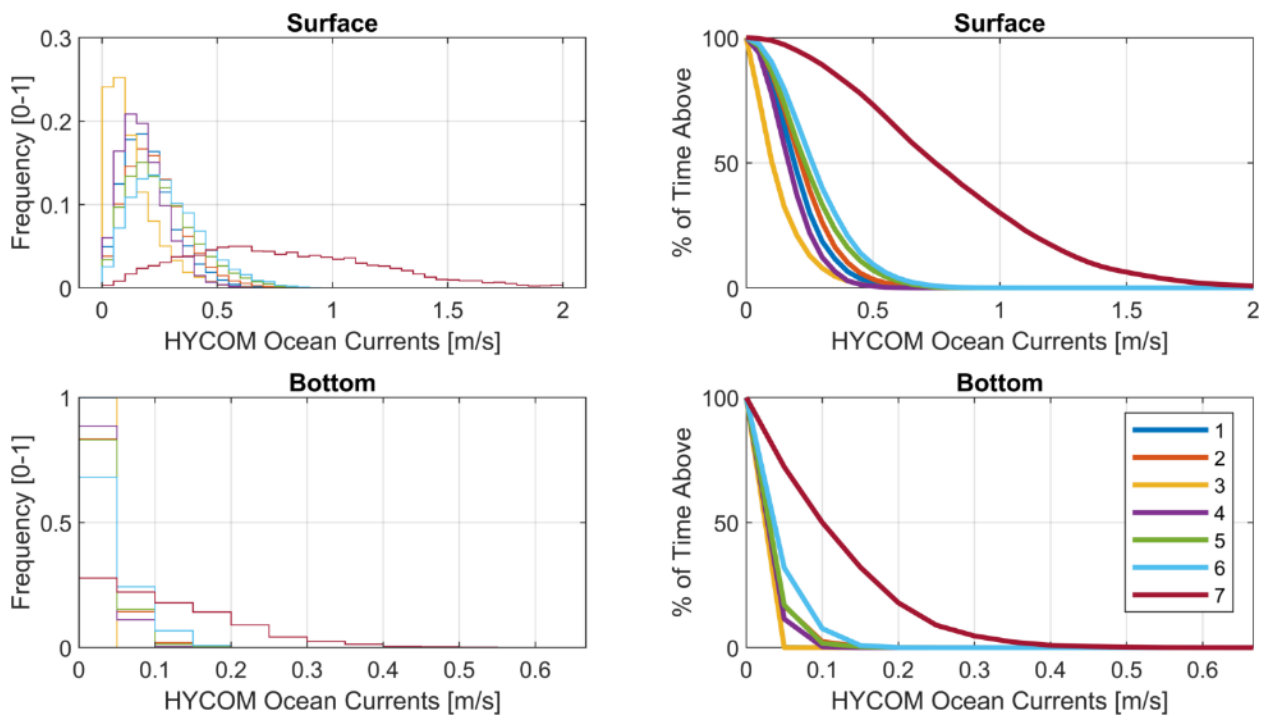 Surface
Frequency [0-1]
0.3
0.2
0.1
0
0 0.5 1 1.5 2
HYCOM Ocean Currents [m/s]
Surface
% of Time Above
100
50
0
0 0.5 1 1.5 2
HYCOM Ocean Currents [m/s]
Bottom
Frequency [0-1]
1
0.5
0
0 0.1 0.2 0.3 0.4 0.5 0.6
HYCOM Ocean Currents [m/s]
Bottom
% of Time Above
100
50
0
0 0.1 0.2 0.3 0.4 0.5 0.6
HYCOM Ocean Currents [m/s]
1
2
3
4
5
6
7